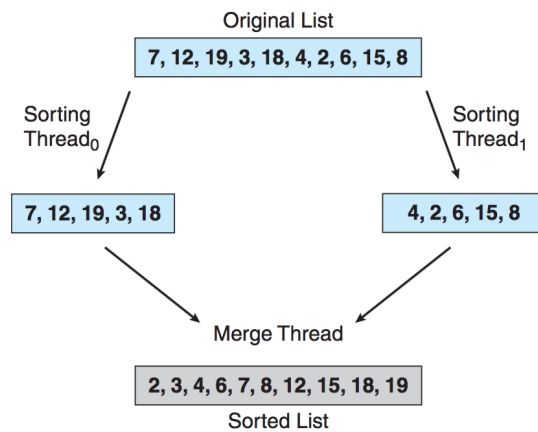 Original List
7, 12, 19, 3, 18, 4, 2, 6, 15, 8
Sorting
Thread₀
Sorting
Thread₁
7, 12, 19, 3, 18
4, 2, 6, 15, 8
Merge Thread
2, 3, 4, 6, 7, 8, 12, 15, 18, 19
Sorted List